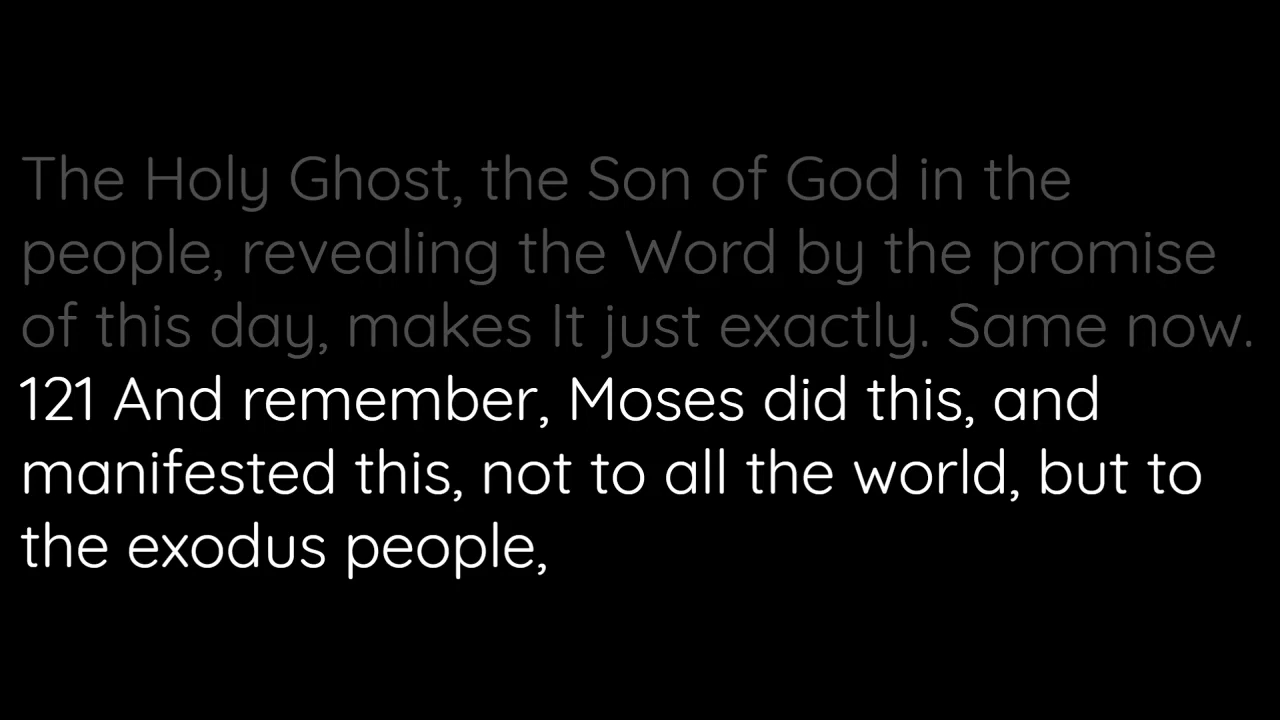 The Holy Ghost, the Son of God in the
people, revealing the Word by the promise
of this day, makes It just exactly. Same now.
121 And remember, Moses did this, and
manifested this, not to all the world, but to
the exodus people,